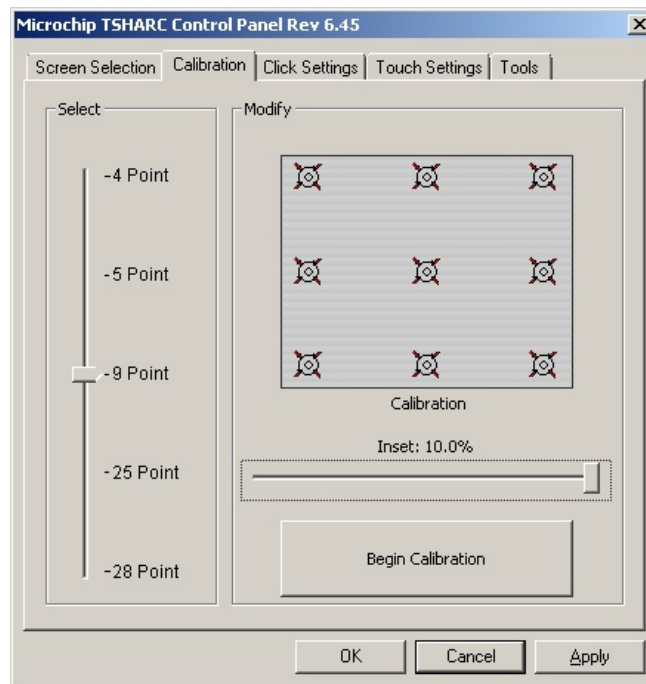 Microchip TSHARC Control Panel Rev 6.45
Screen Selection Calibration Click Settings Touch Settings Tools
Select
-4 Point
-5 Point
-9 Point
-25 Point
-28 Point
Modify
Calibration
Inset: 10.0%
Begin Calibration
OK Cancel Apply